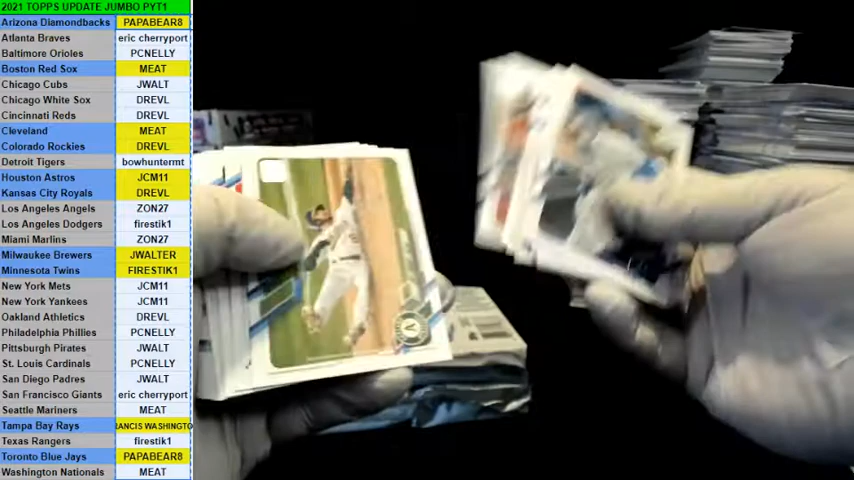 2021 TOPPS UPDATE JUMBO PYT1
Arizona Diamondbacks PAPABEAR8
Atlanta Braves eric cherryport
Baltimore Orioles PCNELLY
Boston Red Sox MEAT
Chicago Cubs JWALT
Chicago White Sox DREVL
Cincinnati Reds DREVL
Cleveland MEAT
Colorado Rockies DREVL
Detroit Tigers bowhuntermt
Houston Astros JCM11
Kansas City Royals DREVL
Los Angeles Angels ZON27
Los Angeles Dodgers firestik1
Miami Marlins ZON27
Milwaukee Brewers JWALTER
Minnesota Twins FIRESTIK1
New York Mets JCM11
New York Yankees JCM11
Oakland Athletics DREVL
Philadelphia Phillies PCNELLY
Pittsburgh Pirates JWALT
St. Louis Cardinals PCNELLY
San Diego Padres JWALT
San Francisco Giants eric cherryport
Seattle Mariners MEAT
Tampa Bay Rays RANCIS WASHINGTO
Texas Rangers firestik1
Toronto Blue Jays PAPABEAR8
Washington Nationals MEAT